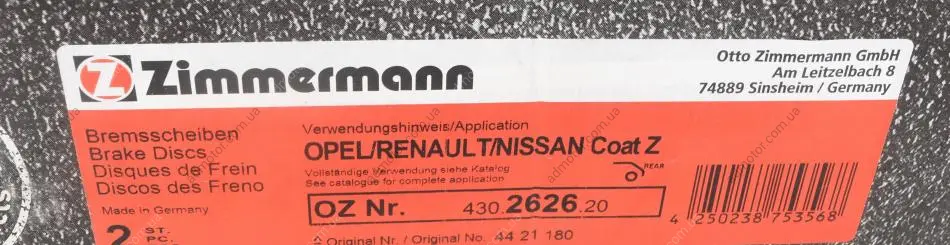 Z Zimmermann
Otto Zimmermann GmbH
Am Leitzelbach 8
74889 Sinsheim / Germany
Bremsscheiben
Brake Discs
Disques de Frein
Discos des Freno
Made in Germany
2 ST.
PC.
Verwendungshinweis/Application
OPEL/RENAULT/NISSAN Coat Z
Vollständige Verwendung siehe Katalog
See catalogue for complete application
REAR
OZ Nr. 430.2626.20
Original Nr. / Original No. 44 21 180
4 250238 753568